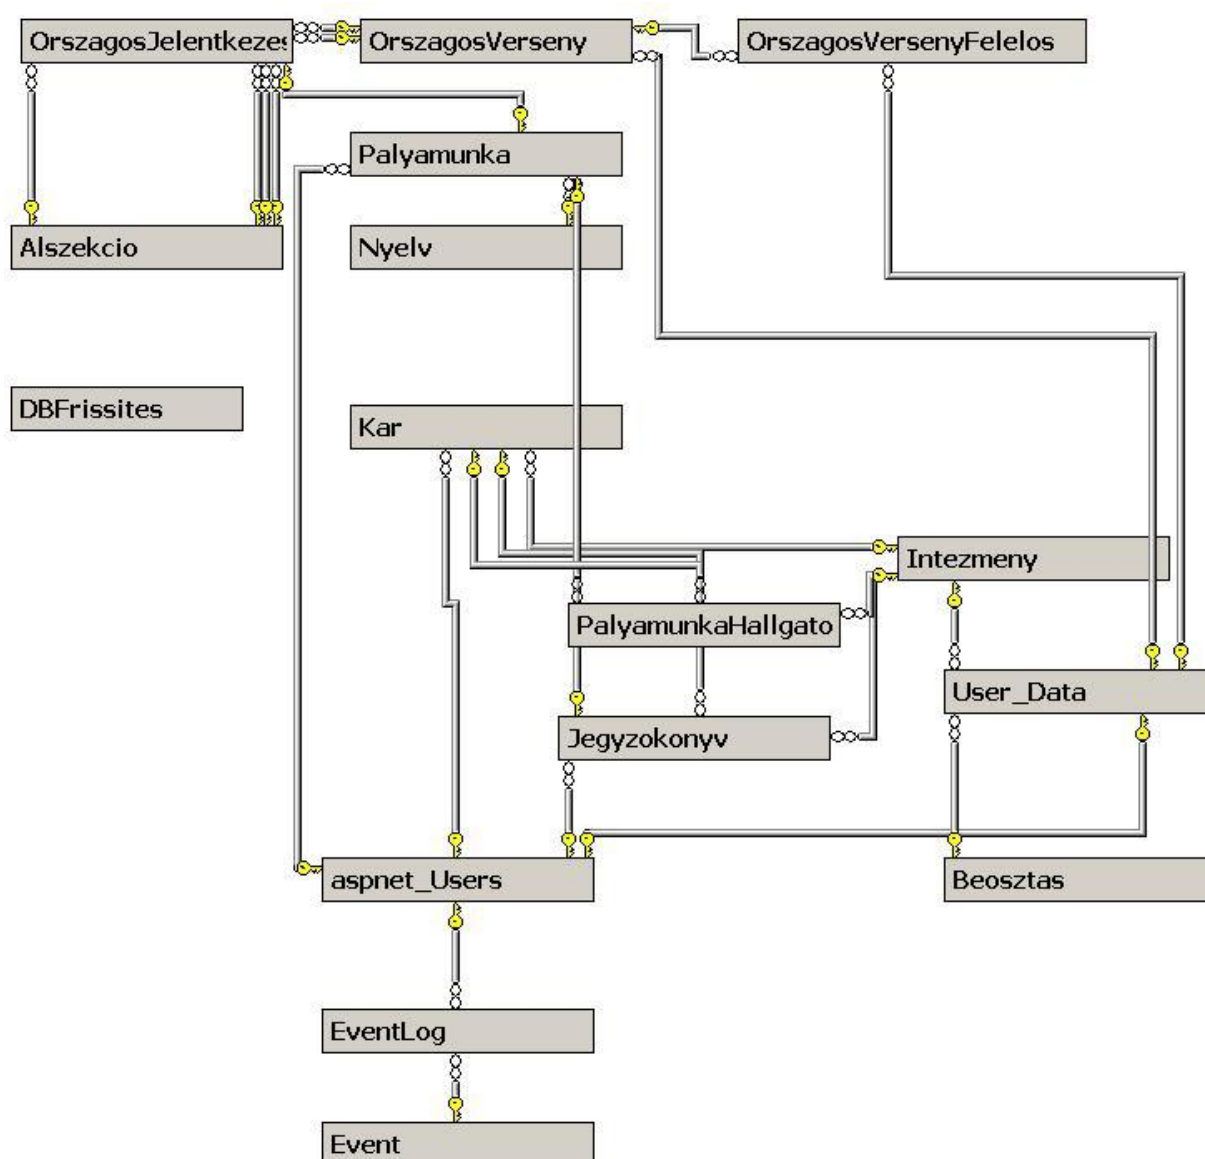 OrszagosJelentkezes
OrszagosVerseny
OrszagosVersenyFelelos
Palyamunka
Alszekcio
Nyelv
DBFrissites
Kar
Intezmeny
PalyamunkaHallgato
User_Data
Jegyzokonyv
aspnet_Users
Beosztas
EventLog
Event